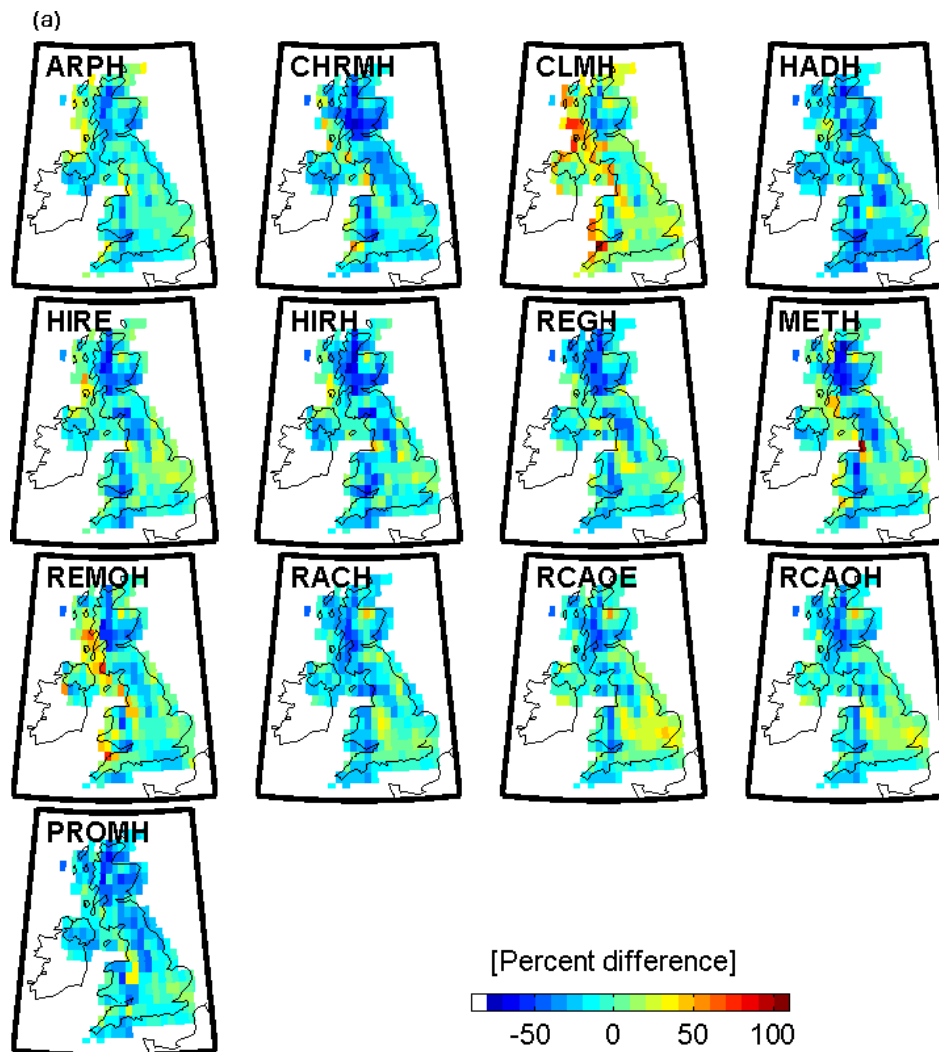 (a)
ARPH CHRMH CLMH HADH
HIRE HIRH REGH METH
REMOH RACH RCAOE RCAOH
PROMH
[Percent difference]
-50 0 50 100